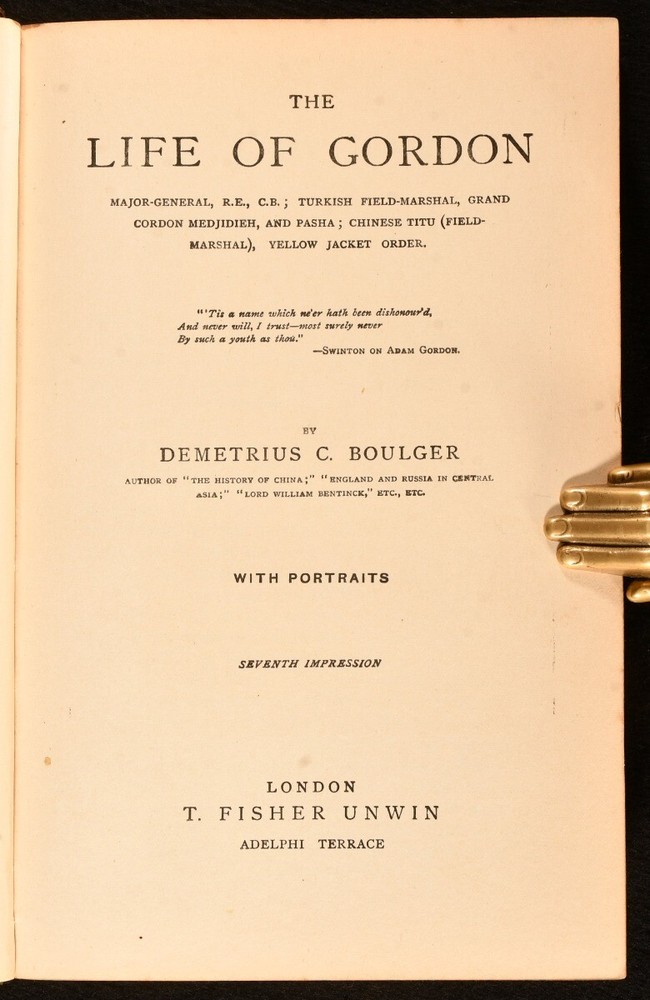 THE
LIFE OF GORDON
MAJOR-GENERAL, R.E., C.B.; TURKISH FIELD-MARSHAL, GRAND
CORDON MEDJIDIEH, AND PASHA; CHINESE TITU (FIELD-
MARSHAL), YELLOW JACKET ORDER.
"'Tis a name which ne'er hath been dishonour'd,
And never will, I trust—most surely never
By such a youth as thou."
—SWINTON ON ADAM GORDON.
BY
DEMETRIUS C. BOULGER
AUTHOR OF "THE HISTORY OF CHINA;" "ENGLAND AND RUSSIA IN CENTRAL
ASIA;" "LORD WILLIAM BENTINCK," ETC., ETC.
WITH PORTRAITS
SEVENTH IMPRESSION
LONDON
T. FISHER UNWIN
ADELPHI TERRACE